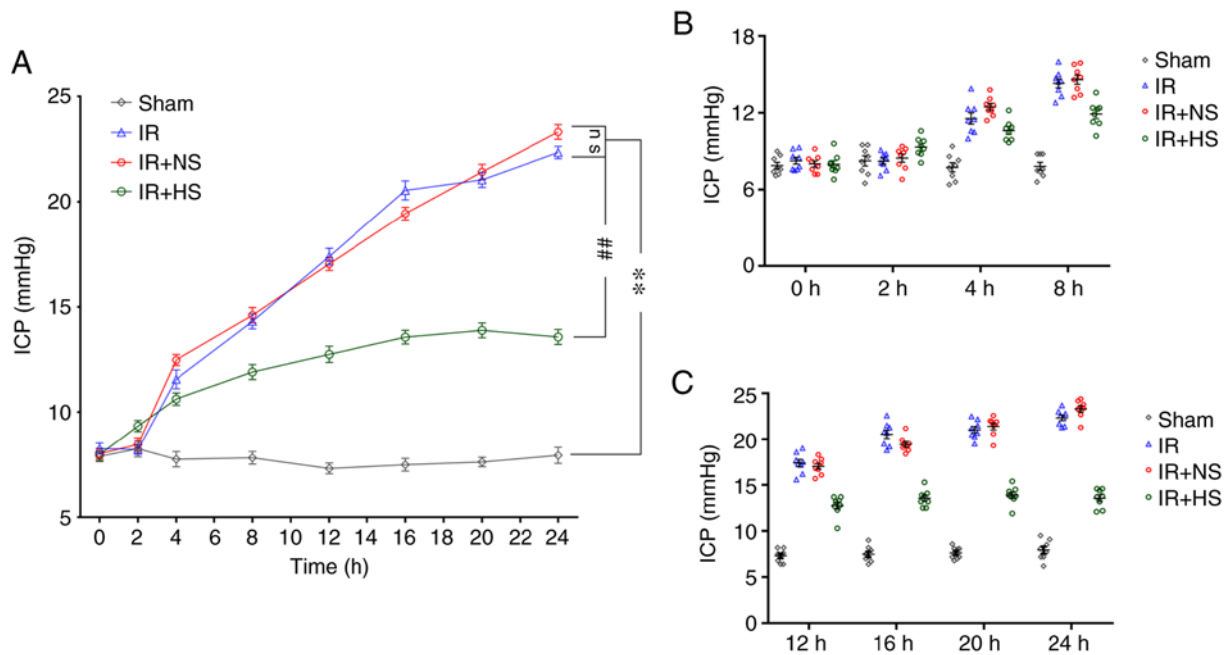 A
ICP (mmHg)
25
20
15
10
5
Sham
IR
IR+NS
IR+HS
ns
##
**
0 2 4 6 8 10 12 14 16 18 20 22 24
Time (h)
B
ICP (mmHg)
18
12
6
0
0 h 2 h 4 h 8 h
Sham
IR
IR+NS
IR+HS
C
ICP (mmHg)
25
20
15
10
5
0
12 h 16 h 20 h 24 h
Sham
IR
IR+NS
IR+HS